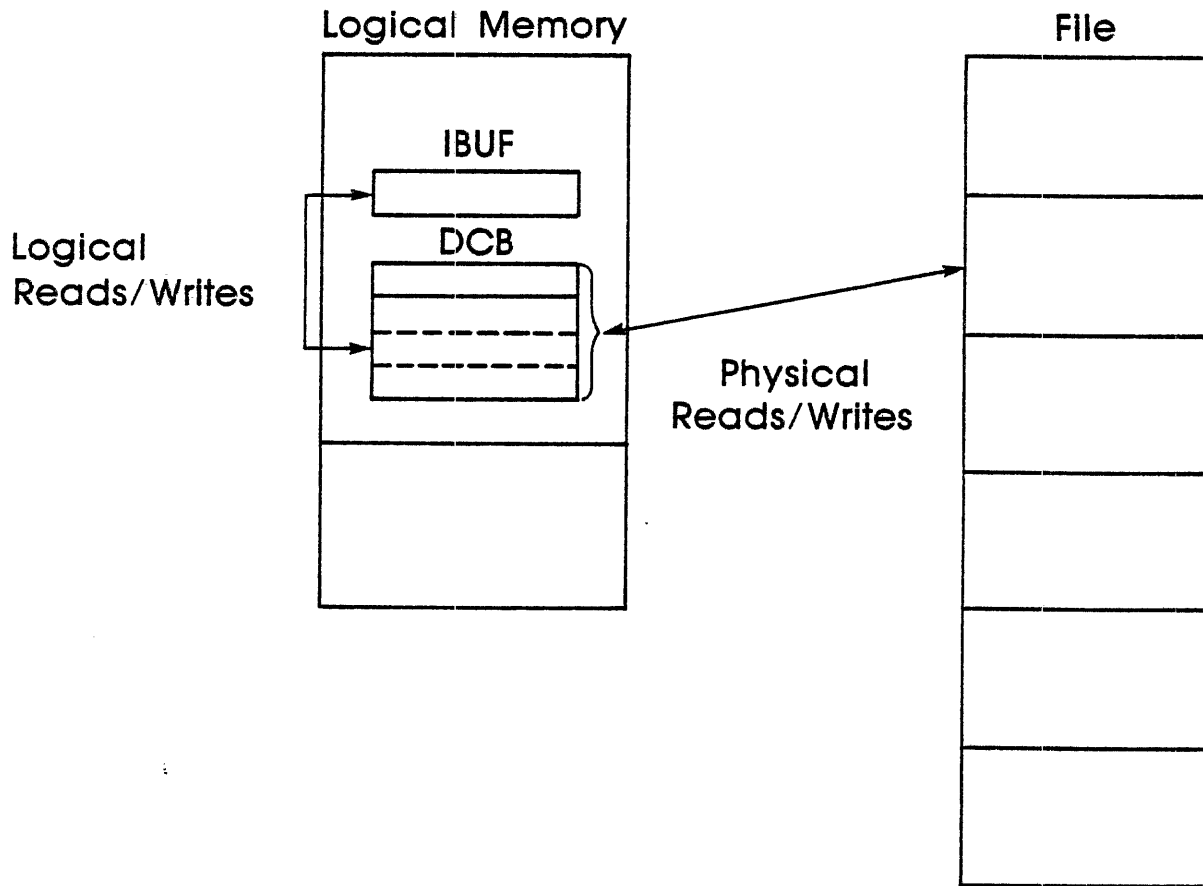 Logical Memory
File
IBUF
DCB
Logical
Reads/Writes
Physical
Reads/Writes